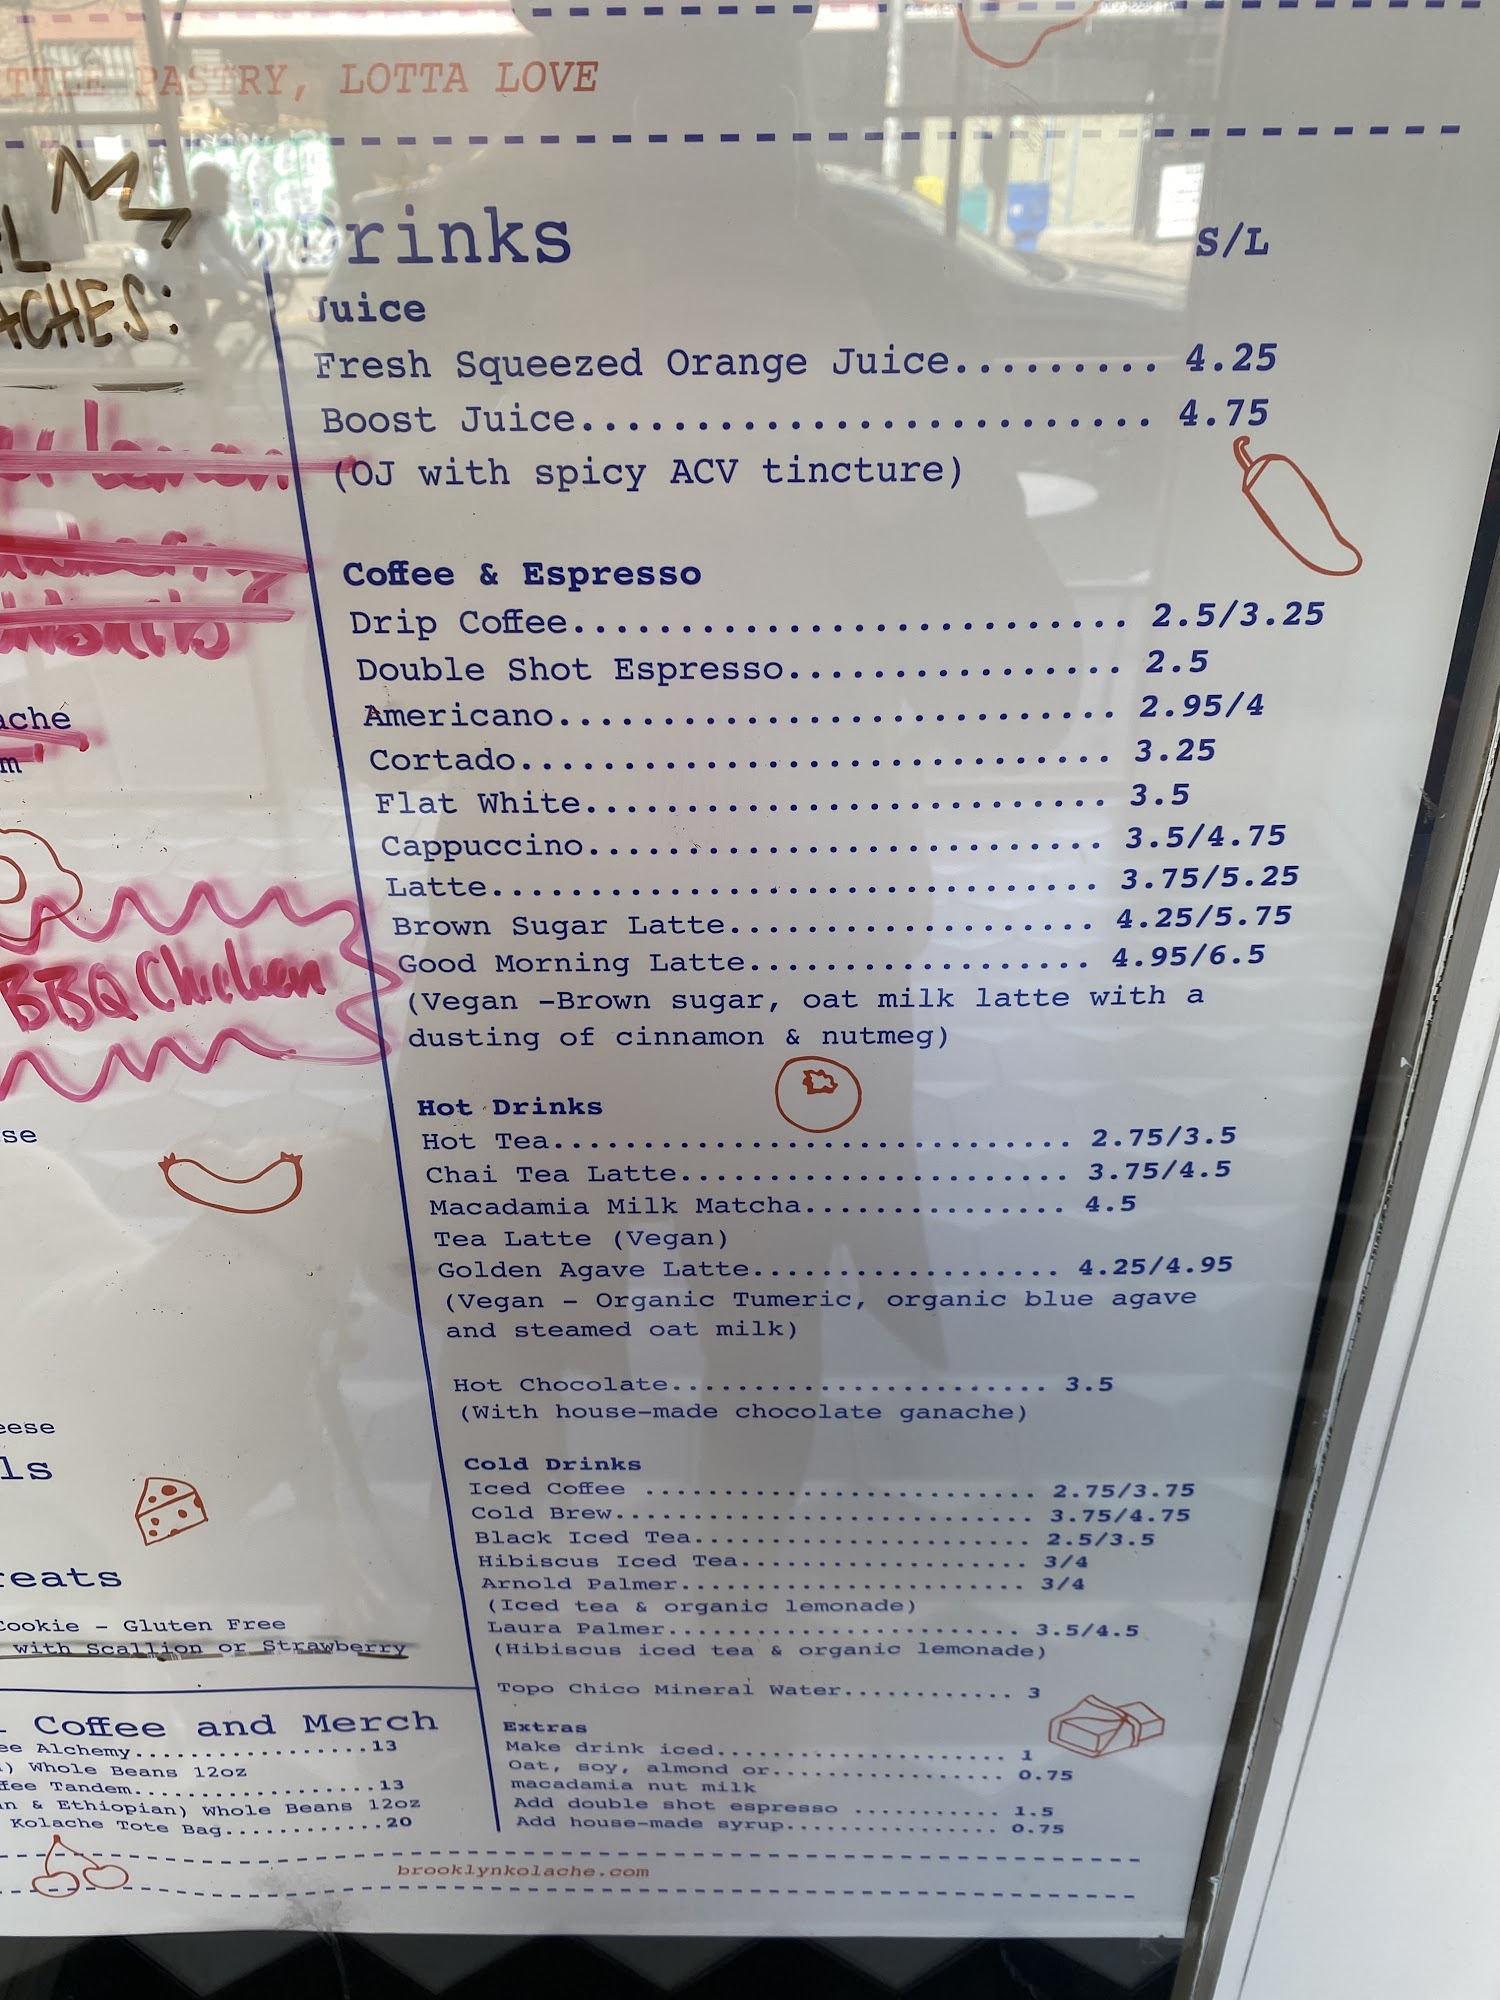 PASTRY, LOTTA LOVE
ACHES:
Lemon
ache
m
BBQ Chicken
se
eese
ls
reats
Cookie - Gluten Free
with Scallion or Strawberry
Coffee and Merch
ee Alchemy..................13
) Whole Beans 12oz
ffee Tandem..................13
an & Ethiopian) Whole Beans 12oz
Kolache Tote Bag............20
Drinks S/L
Juice
Fresh Squeezed Orange Juice......... 4.25
Boost Juice.......................... 4.75
(OJ with spicy ACV tincture)
Coffee & Espresso
Drip Coffee.......................... 2.5/3.25
Double Shot Espresso................ 2.5
Americano........................... 2.95/4
Cortado............................. 3.25
Flat White.......................... 3.5
Cappuccino.......................... 3.5/4.75
Latte............................... 3.75/5.25
Brown Sugar Latte................... 4.25/5.75
Good Morning Latte.................. 4.95/6.5
(Vegan -Brown sugar, oat milk latte with a
dusting of cinnamon & nutmeg)
Hot Drinks
Hot Tea............................. 2.75/3.5
Chai Tea Latte...................... 3.75/4.5
Macadamia Milk Matcha............... 4.5
Tea Latte (Vegan)
Golden Agave Latte.................. 4.25/4.95
(Vegan - Organic Tumeric, organic blue agave
and steamed oat milk)
Hot Chocolate....................... 3.5
(With house-made chocolate ganache)
Cold Drinks
Iced Coffee ......................... 2.75/3.75
Cold Brew........................... 3.75/4.75
Black Iced Tea...................... 2.5/3.5
Hibiscus Iced Tea................... 3/4
Arnold Palmer....................... 3/4
(Iced tea & organic lemonade)
Laura Palmer........................ 3.5/4.5
(Hibiscus iced tea & organic lemonade)
Topo Chico Mineral Water............ 3
Extras
Make drink iced..................... 1
Oat, soy, almond or................. 0.75
macadamia nut milk
Add double shot espresso ........... 1.5
Add house-made syrup................ 0.75
brooklynkolache.com